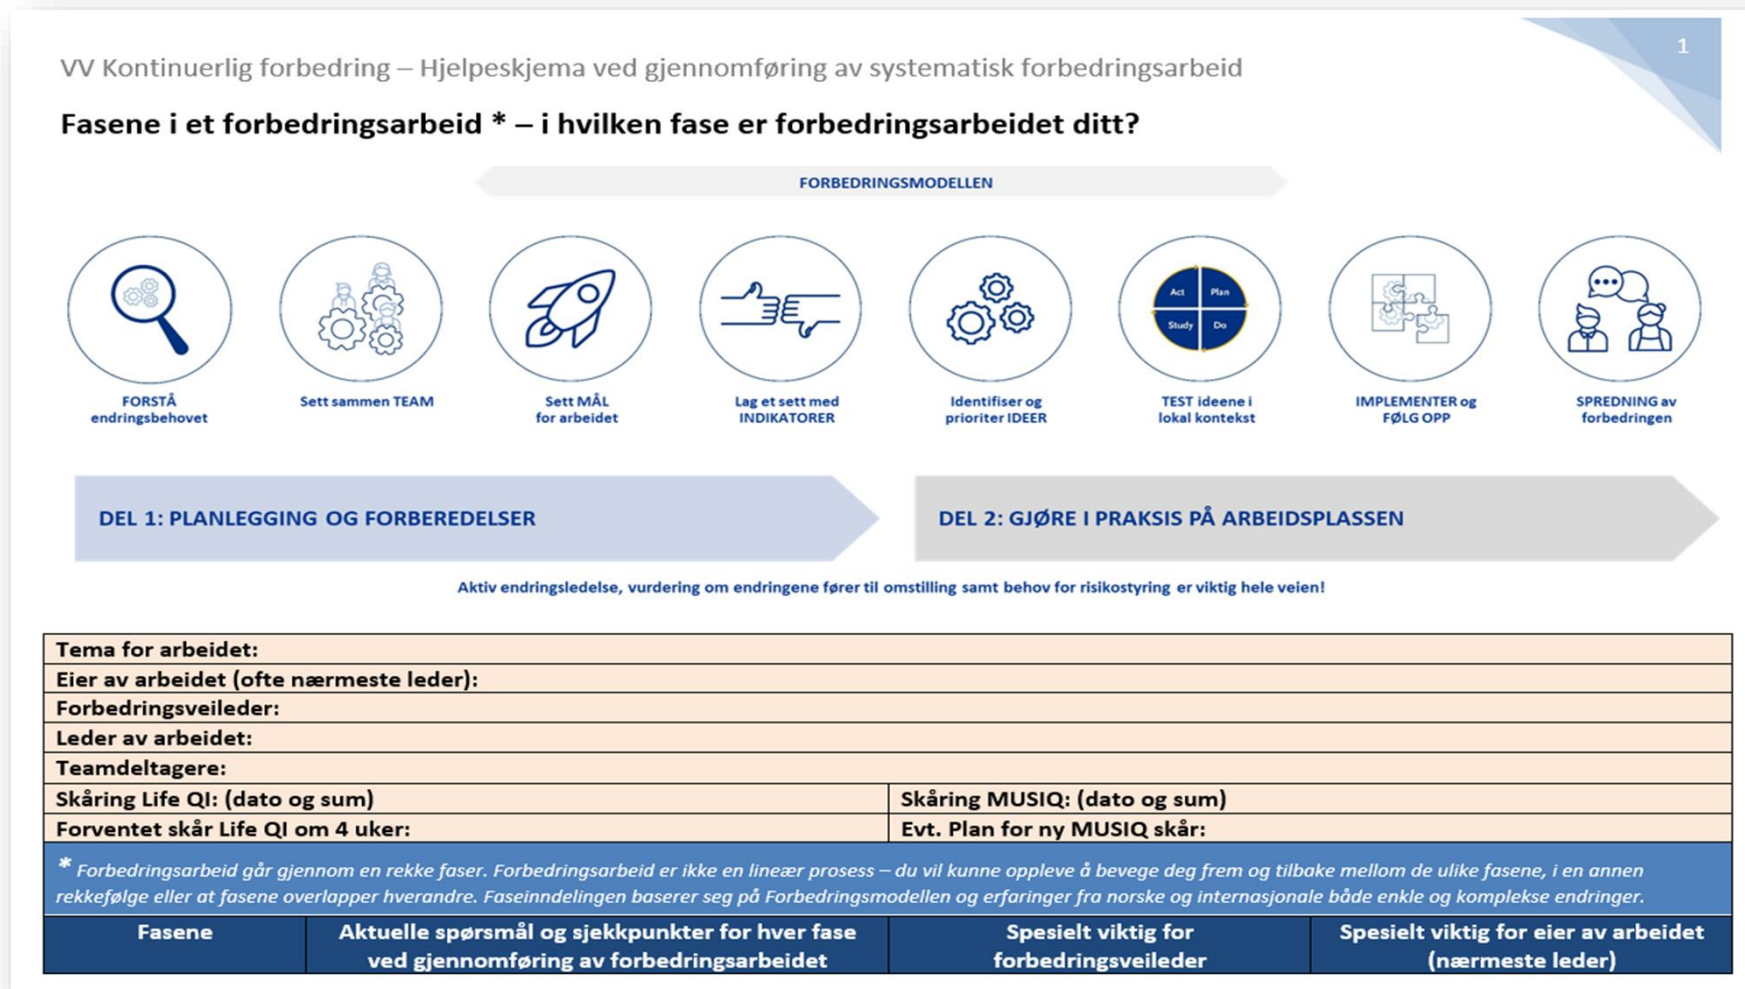 1
VV Kontinuerlig forbedring – Hjelpeskjema ved gjennomføring av systematisk forbedringsarbeid
Fasene i et forbedringsarbeid * – i hvilken fase er forbedringsarbeidet ditt?
FORBEDRINGSMODELLEN
Act Plan
Study Do
FORSTÅ
endringsbehovet
Sett sammen TEAM
Sett MÅL
for arbeidet
Lag et sett med
INDIKATORER
Identifiser og
prioriter IDEER
TEST ideene i
lokal kontekst
IMPLEMENTER og
FØLG OPP
SPREDNING av
forbedringen
DEL 1: PLANLEGGING OG FORBEREDELSER
DEL 2: GJØRE I PRAKSIS PÅ ARBEIDSPLASSEN
Aktiv endringsledelse, vurdering om endringene fører til omstilling samt behov for risikostyring er viktig hele veien!
Tema for arbeidet:
Eier av arbeidet (ofte nærmeste leder):
Forbedringsveileder:
Leder av arbeidet:
Teamdeltagere:
Skåring Life QI: (dato og sum)
Skåring MUSIQ: (dato og sum)
Forventet skår Life QI om 4 uker:
Evt. Plan for ny MUSIQ skår:
* Forbedringsarbeid går gjennom en rekke faser. Forbedringsarbeid er ikke en lineær prosess – du vil kunne oppleve å bevege deg frem og tilbake mellom de ulike fasene, i en annen
rekkefølge eller at fasene overlapper hverandre. Faseinndelingen baserer seg på Forbedringsmodellen og erfaringer fra norske og internasjonale både enkle og komplekse endringer.
Fasene
Aktuelle spørsmål og sjekkpunkter for hver fase
ved gjennomføring av forbedringsarbeidet
Spesielt viktig for
forbedringsveileder
Spesielt viktig for eier av arbeidet
(nærmeste leder)